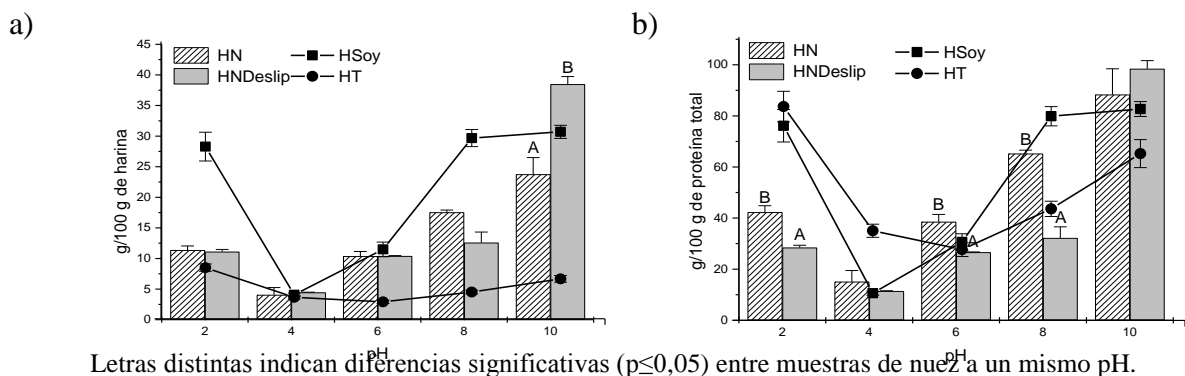 a)
HN
HNDeslip
HSoy
HT
g/100 g de harina
45
40
35
30
25
20
15
10
5
0
A
B
2 4 6 8 10
pH
b)
HN
HNDeslip
HSoy
HT
g/100 g de proteína total
100
80
60
40
20
0
B
A
B
A
B
A
2 4 6 8 10
pH
Letras distintas indican diferencias significativas (p≤0,05) entre muestras de nuez a un mismo pH.